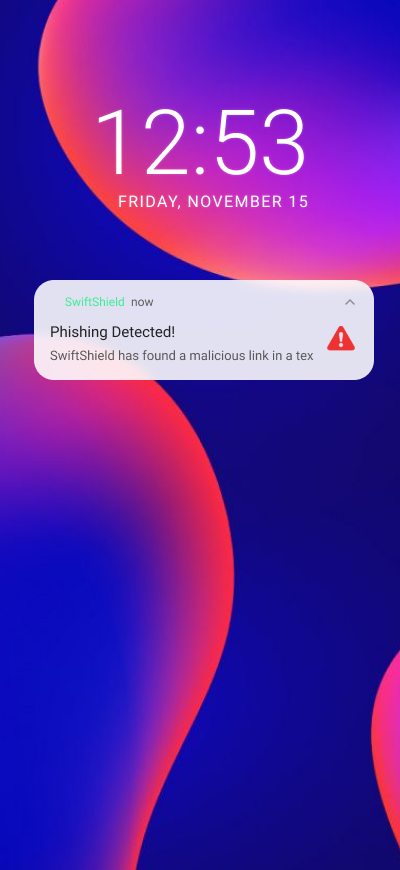 12:53
FRIDAY, NOVEMBER 15
SwiftShield now
Phishing Detected!
SwiftShield has found a malicious link in a tex